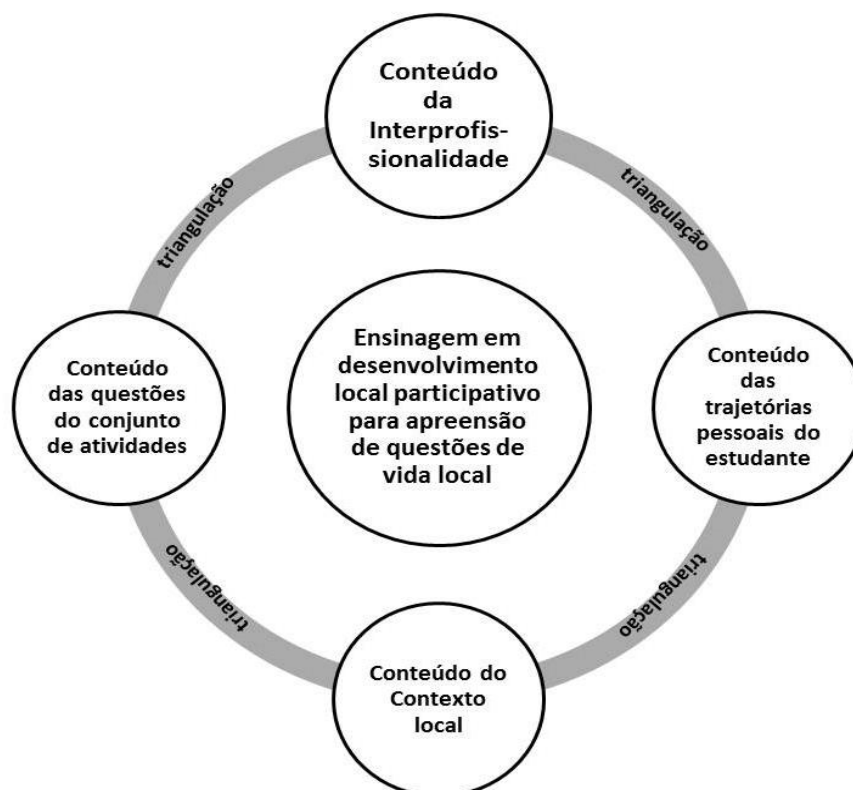 Conteúdo
da
Interprofis-
sionalidade
triangulação
triangulação
Ensinagem em
desenvolvimento
local participativo
para apreensão
de questões de
vida local
Conteúdo
das questões
do conjunto
de atividades
Conteúdo
das
trajetórias
pessoais do
estudante
triangulação
triangulação
Conteúdo do
Contexto
local